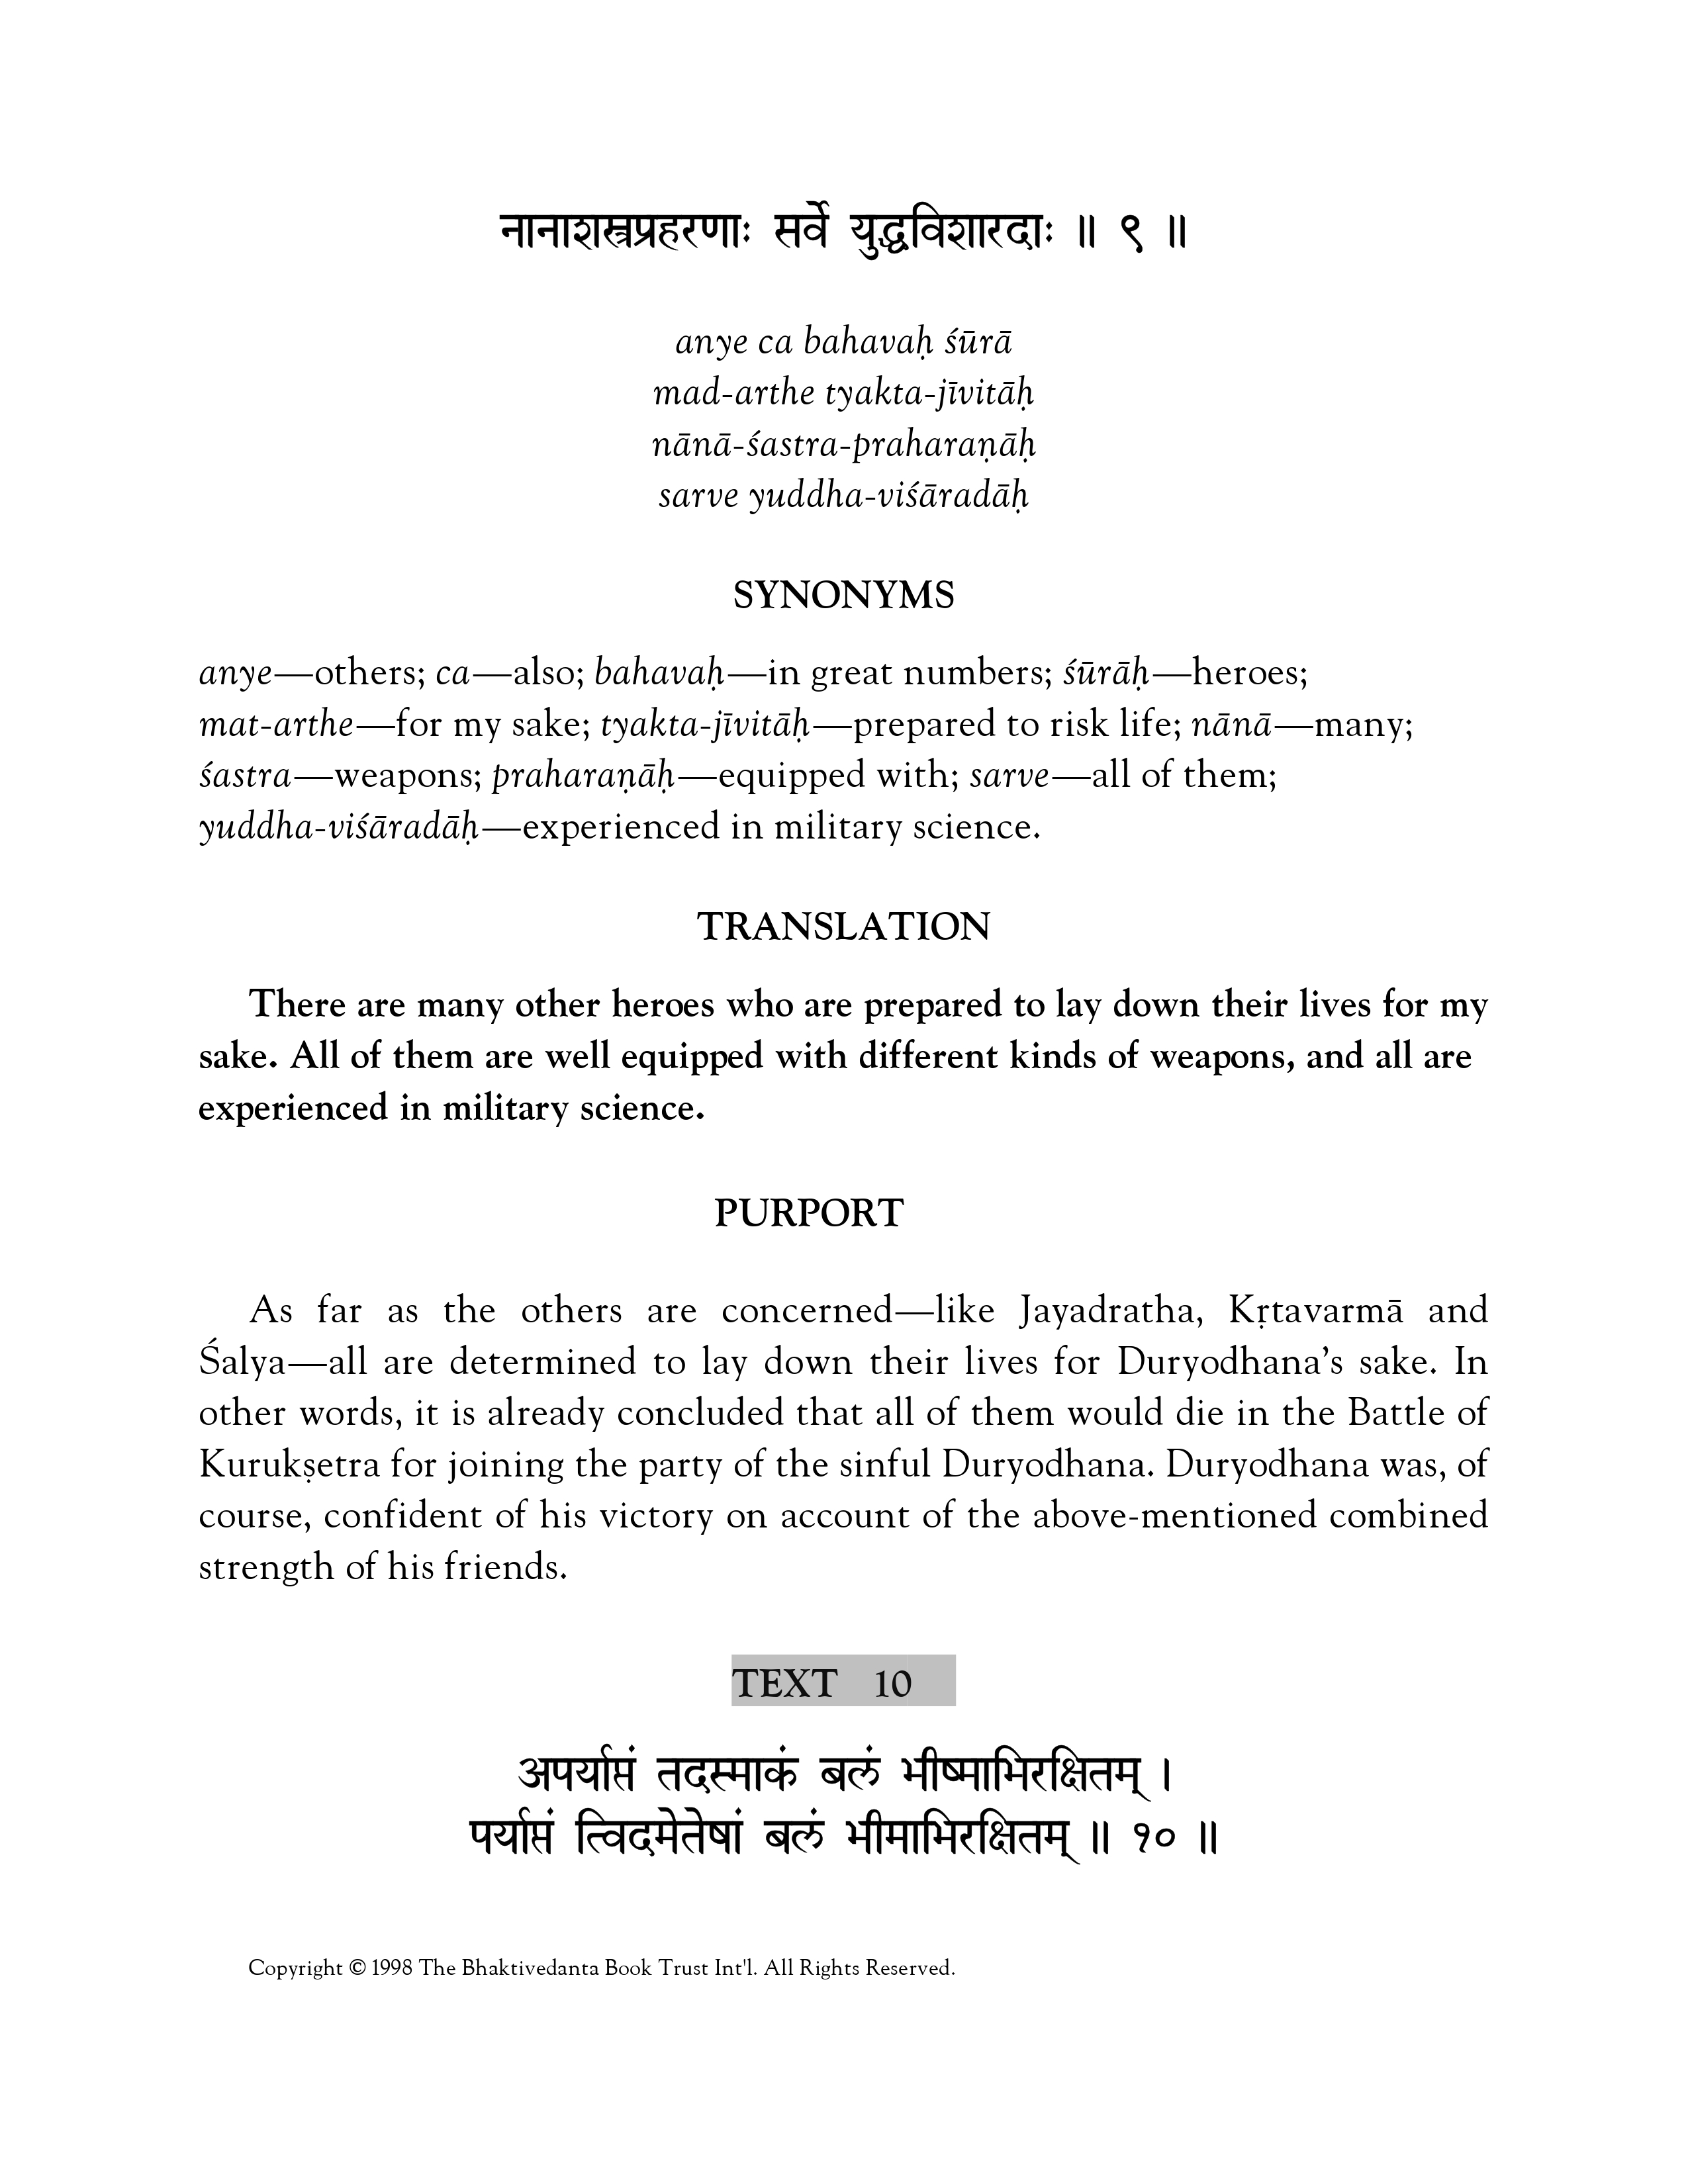 नानाशस्त्रप्रहरणाः सर्वे युद्धविशारदाः ॥ ९ ॥
anye ca bahavaḥ śūrā
mad-arthe tyakta-jīvitāḥ
nānā-śastra-praharaṇāḥ
sarve yuddha-viśāradāḥ
SYNONYMS
anye—others; ca—also; bahavaḥ—in great numbers; śūrāḥ—heroes;
mat-arthe—for my sake; tyakta-jīvitāḥ—prepared to risk life; nānā—many;
śastra—weapons; praharaṇāḥ—equipped with; sarve—all of them;
yuddha-viśāradāḥ—experienced in military science.
TRANSLATION
There are many other heroes who are prepared to lay down their lives for my
sake. All of them are well equipped with different kinds of weapons, and all are
experienced in military science.
PURPORT
As far as the others are concerned—like Jayadratha, Kṛtavarmā and
Śalya—all are determined to lay down their lives for Duryodhana’s sake. In
other words, it is already concluded that all of them would die in the Battle of
Kurukṣetra for joining the party of the sinful Duryodhana. Duryodhana was, of
course, confident of his victory on account of the above-mentioned combined
strength of his friends.
TEXT 10
अपर्याप्तं तदस्माकं बलं भीष्माभिरक्षितम् ।
पर्याप्तं त्विदमेतेषां बलं भीमाभिरक्षितम् ॥ १० ॥
Copyright © 1998 The Bhaktivedanta Book Trust Int'l. All Rights Reserved.